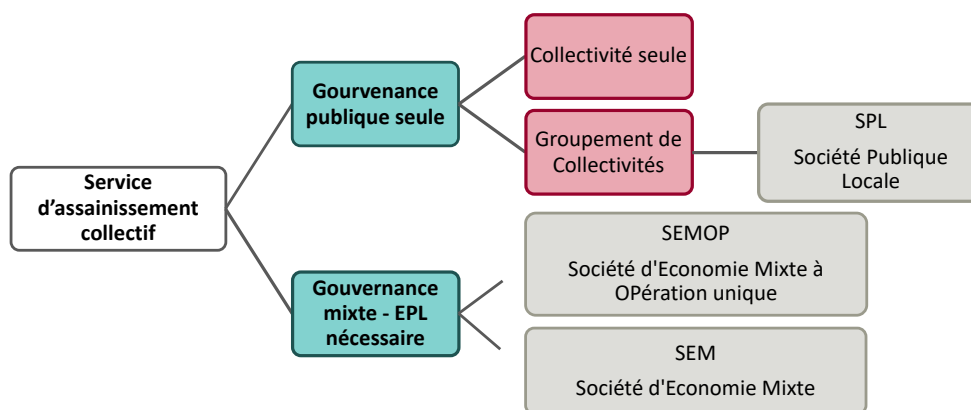 Service
d'assainissement
collectif
Gourvenance
publique seule
Collectivité seule
Groupement de
Collectivités
SPL
Société Publique
Locale
Gouvernance
mixte - EPL
nécessaire
SEMOP
Société d'Economie Mixte à
OPération unique
SEM
Société d'Economie Mixte